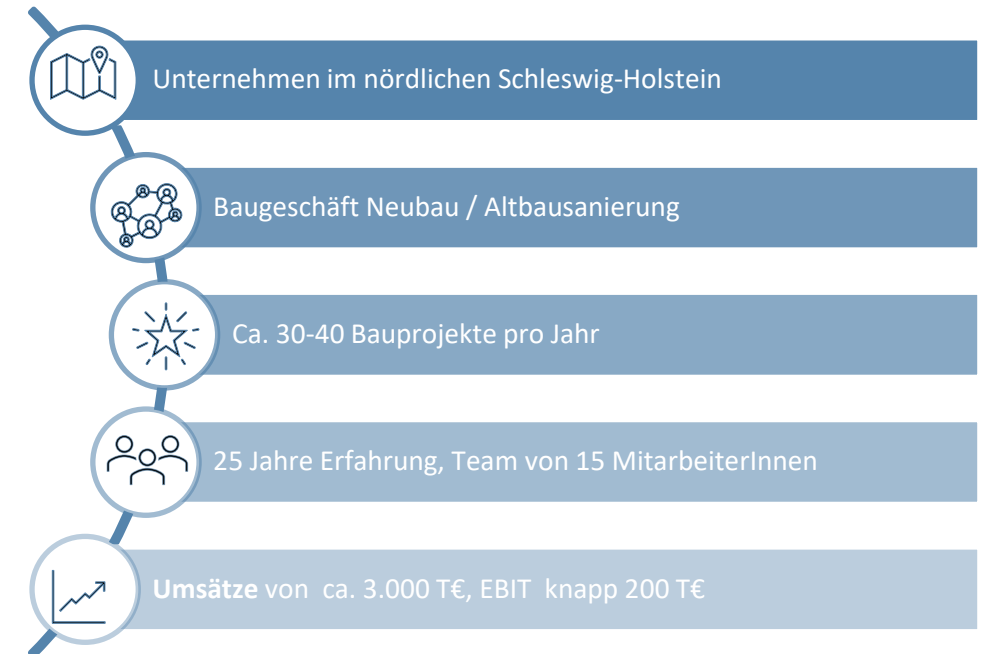 Unternehmen im nördlichen Schleswig-Holstein
Baugeschäft Neubau / Altbausanierung
Ca. 30-40 Bauprojekte pro Jahr
25 Jahre Erfahrung, Team von 15 MitarbeiterInnen
Umsätze von ca. 3.000 T€, EBIT knapp 200 T€